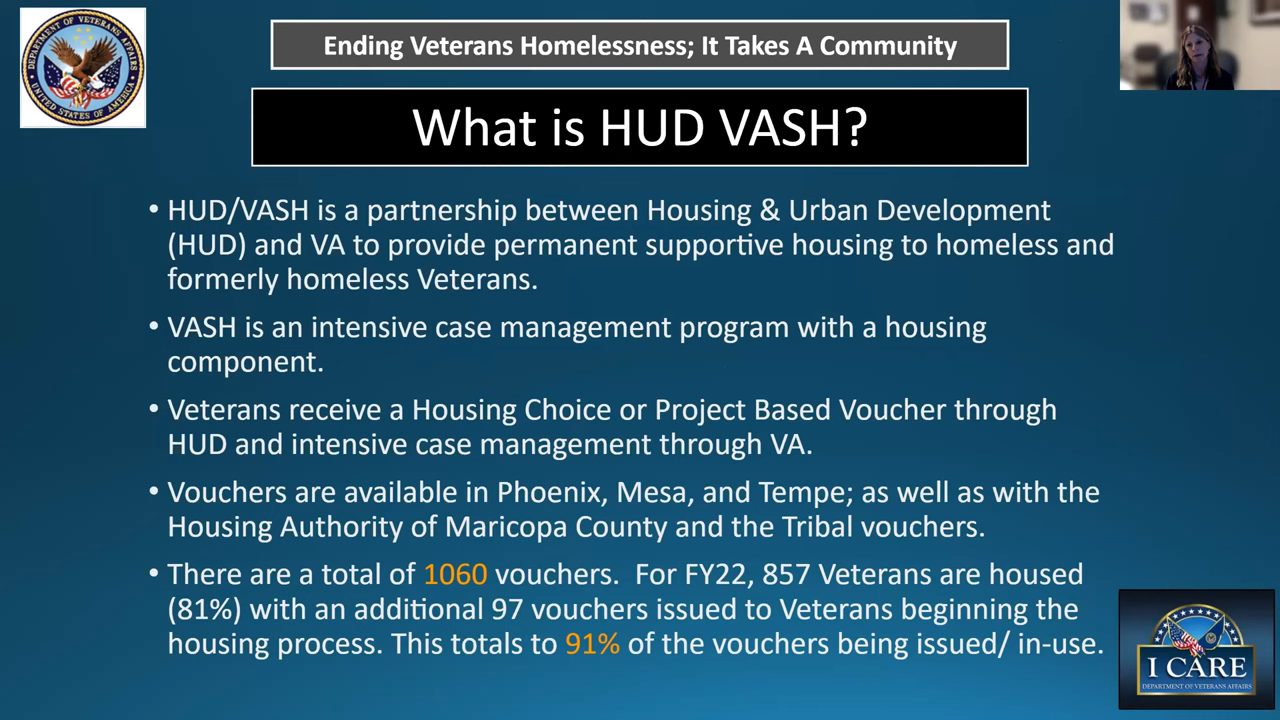 DEPARTMENT OF VETERANS AFFAIRS
UNITED STATES OF AMERICA
Ending Veterans Homelessness; It Takes A Community
What is HUD VASH?
• HUD/VASH is a partnership between Housing & Urban Development
(HUD) and VA to provide permanent supportive housing to homeless and
formerly homeless Veterans.
• VASH is an intensive case management program with a housing
component.
• Veterans receive a Housing Choice or Project Based Voucher through
HUD and intensive case management through VA.
• Vouchers are available in Phoenix, Mesa, and Tempe; as well as with the
Housing Authority of Maricopa County and the Tribal vouchers.
• There are a total of 1060 vouchers.  For FY22, 857 Veterans are housed
(81%) with an additional 97 vouchers issued to Veterans beginning the
housing process. This totals to 91% of the vouchers being issued/ in-use.
I CARE
DEPARTMENT OF VETERANS AFFAIRS